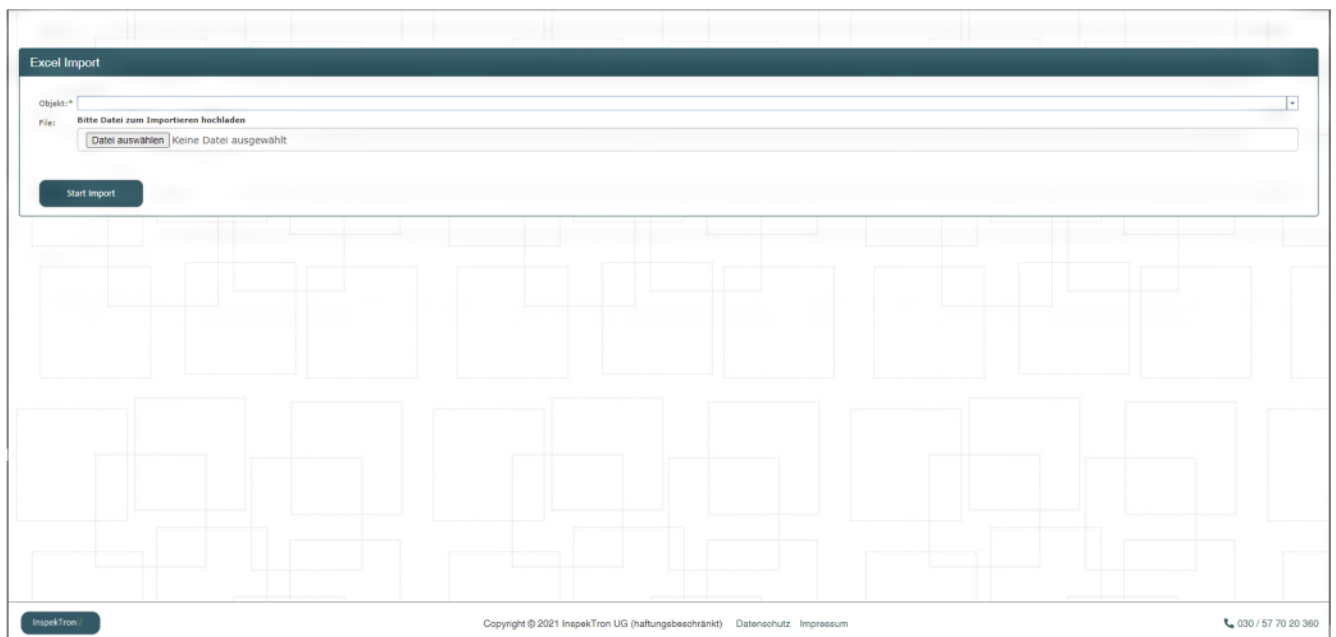 Excel Import
Objekt:*
File: Bitte Datei zum Importieren hochladen
Datei auswählen Keine Datei ausgewählt
Start Import
InspekTron // Copyright © 2021 InspekTron UG (haftungsbeschränkt) Datenschutz Impressum 030 / 57 70 20 360